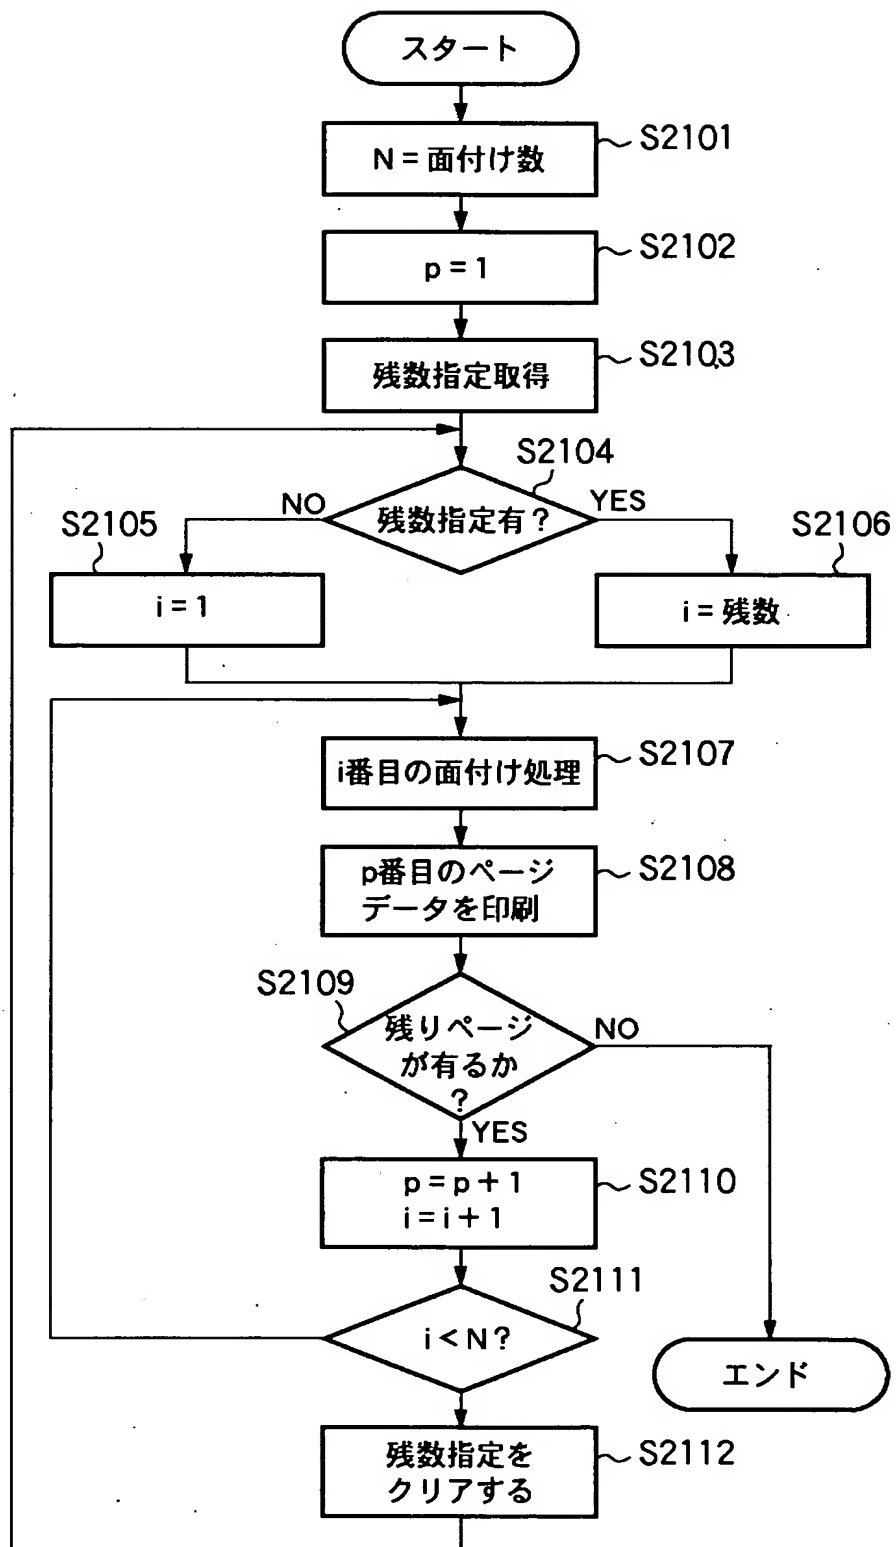 スタート
N = 面付け数
S2101
p = 1
S2102
残数指定取得
S2103
S2104
残数指定有？
NO
YES
S2105
i = 1
S2106
i = 残数
i番目の面付け処理
S2107
p番目のページ
データを印刷
S2108
S2109
残りページ
が有るか
？
NO
YES
p = p + 1
i = i + 1
S2110
S2111
i < N？
エンド
残数指定を
クリアする
S2112